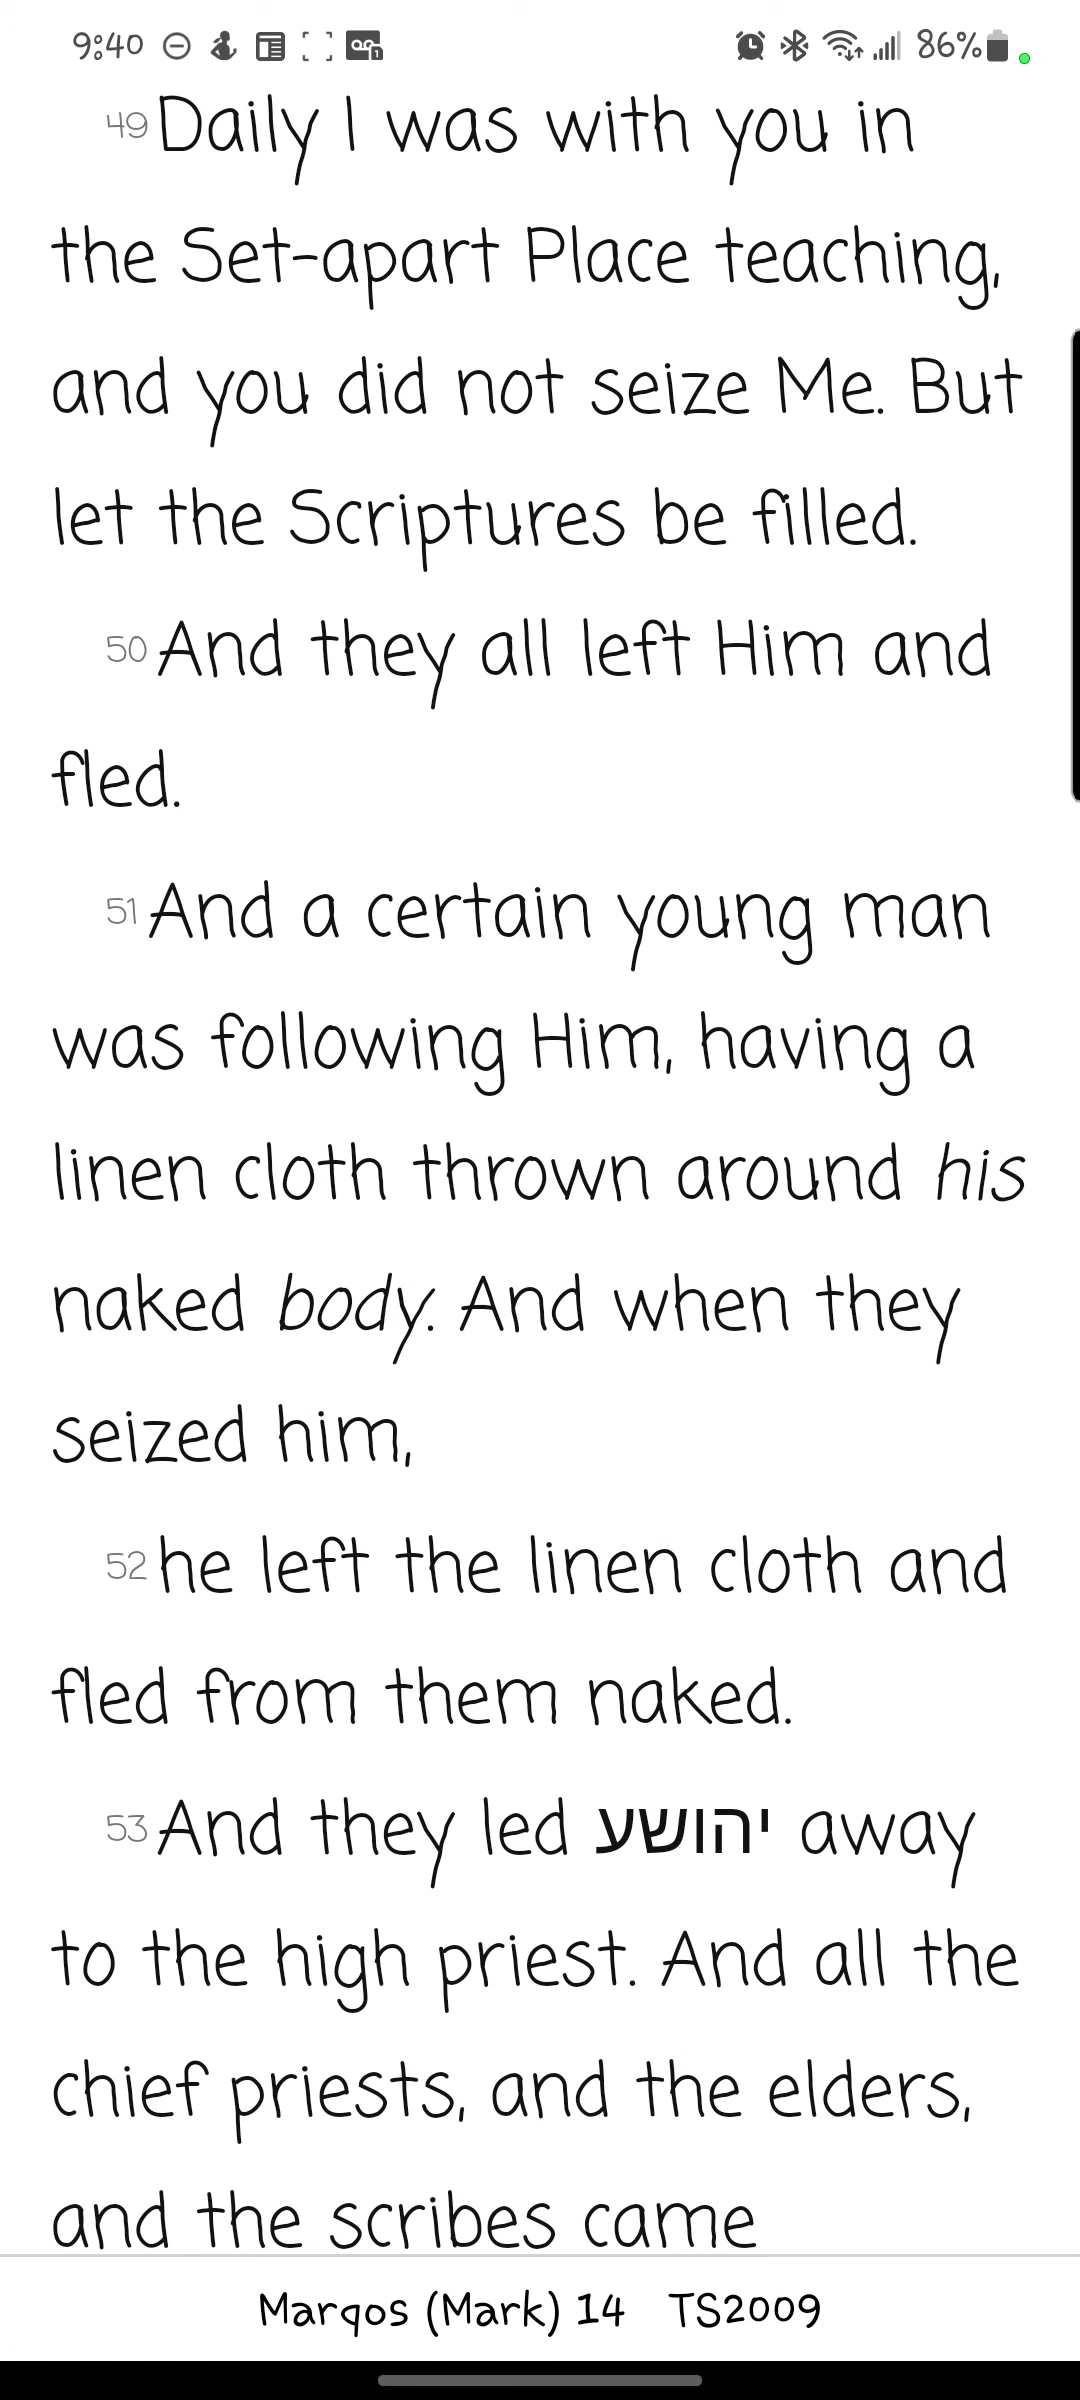 9:40 86%
49 Daily I was with you in
the Set-apart Place teaching,
and you did not seize Me. But
let the Scriptures be filled.
50 And they all left Him and
fled.
51 And a certain young man
was following Him, having a
linen cloth thrown around his
naked body. And when they
seized him,
52 he left the linen cloth and
fled from them naked.
53 And they led יהושע away
to the high priest. And all the
chief priests, and the elders,
and the scribes came
Marqos (Mark) 14 TS2009